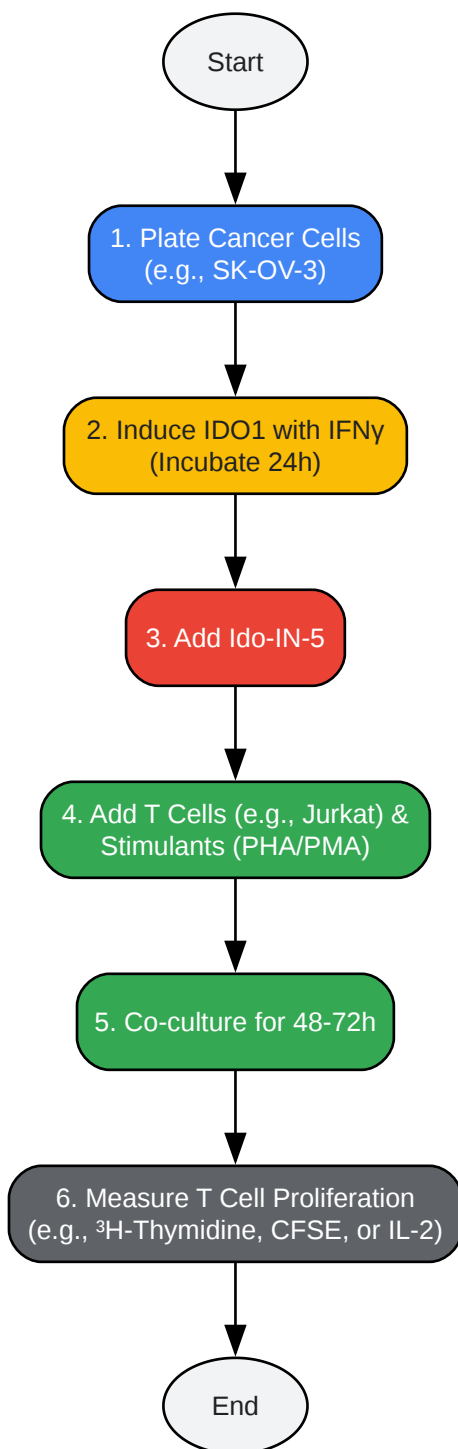 Start
1. Plate Cancer Cells
(e.g., SK-OV-3)
2. Induce IDO1 with IFNγ
(Incubate 24h)
3. Add Ido-IN-5
4. Add T Cells (e.g., Jurkat) &
Stimulants (PHA/PMA)
5. Co-culture for 48-72h
6. Measure T Cell Proliferation
(e.g., ³H-Thymidine, CFSE, or IL-2)
End